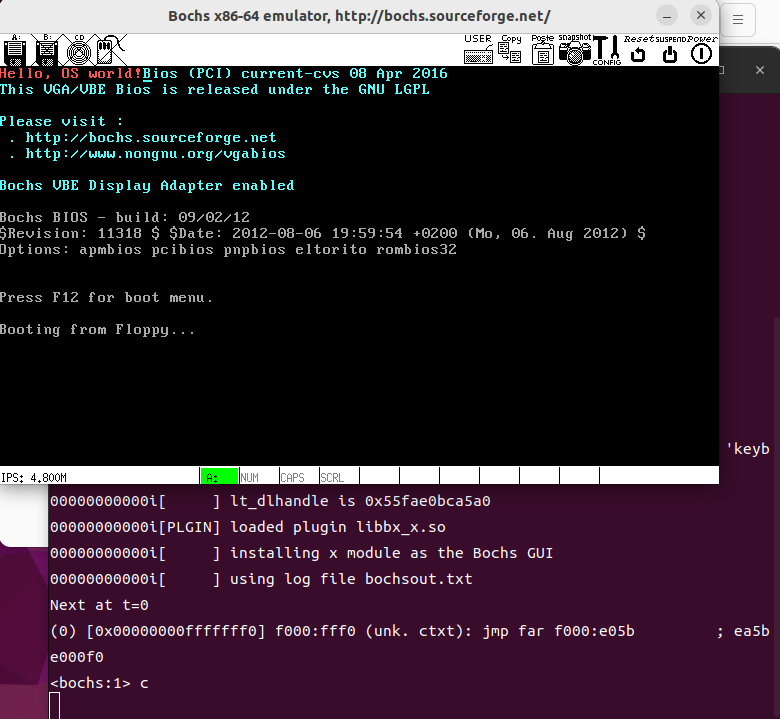 Bochs x86-64 emulator, http://bochs.sourceforge.net/
A: B: CD USER Copy Paste snapshot CONFIG Reset SUSPEND Power
Hello, OS world!Bios (PCI) current-cvs 08 Apr 2016
This VGA/VBE Bios is released under the GNU LGPL
Please visit :
. http://bochs.sourceforge.net
. http://www.nongnu.org/vgabios
Bochs VBE Display Adapter enabled
Bochs BIOS - build: 09/02/12
$Revision: 11318 $ $Date: 2012-08-06 19:59:54 +0200 (Mo, 06. Aug 2012) $
Options: apmbios pcibios pnpbios eltorito rombios32
Press F12 for boot menu.
Booting from Floppy...
'keyb
IPS: 4.800M A: NUM CAPS SCRL
00000000000i[      ] lt_dlhandle is 0x55fae0bca5a0
00000000000i[PLGIN] loaded plugin libbx_x.so
00000000000i[      ] installing x module as the Bochs GUI
00000000000i[      ] using log file bochsout.txt
Next at t=0
(0) [0x00000000fffffff0] f000:fff0 (unk. ctxt): jmp far f000:e05b          ; ea5b
e000f0
<bochs:1> c